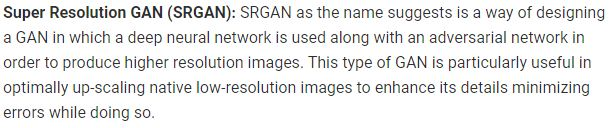 Super Resolution GAN (SRGAN): SRGAN as the name suggests is a way of designing
a GAN in which a deep neural network is used along with an adversarial network in
order to produce higher resolution images. This type of GAN is particularly useful in
optimally up-scaling native low-resolution images to enhance its details minimizing
errors while doing so.